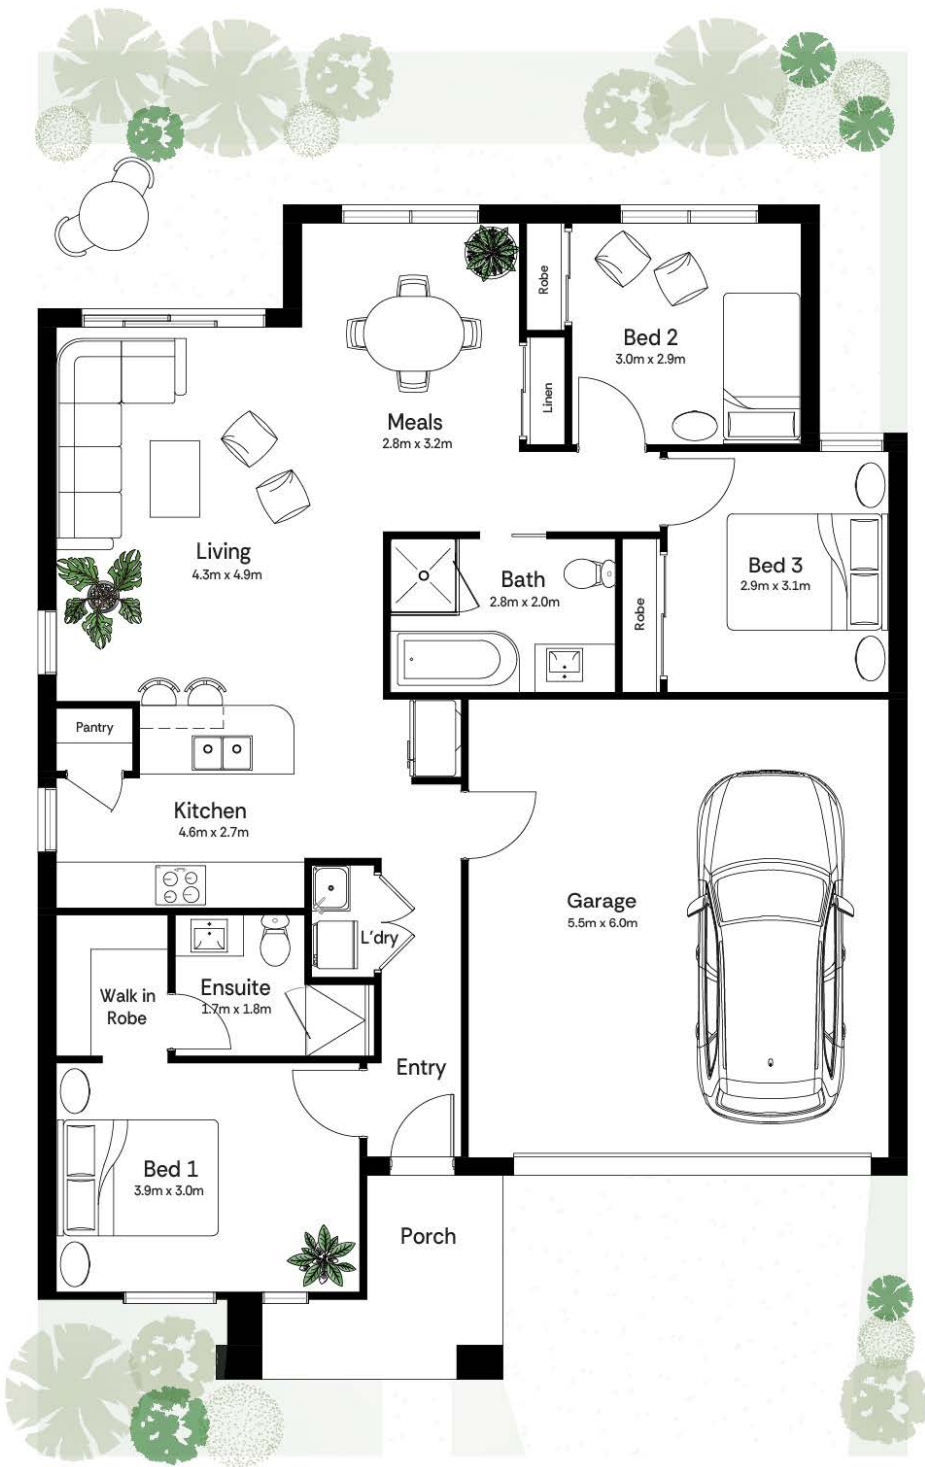 Robe
Bed 2
3.0m x 2.9m
Linen
Meals
2.8m x 3.2m
Living
4.3m x 4.9m
Bath
2.8m x 2.0m
Robe
Bed 3
2.9m x 3.1m
Pantry
Kitchen
4.6m x 2.7m
Garage
5.5m x 6.0m
L'dry
Ensuite
1.7m x 1.8m
Walk in
Robe
Entry
Bed 1
3.9m x 3.0m
Porch